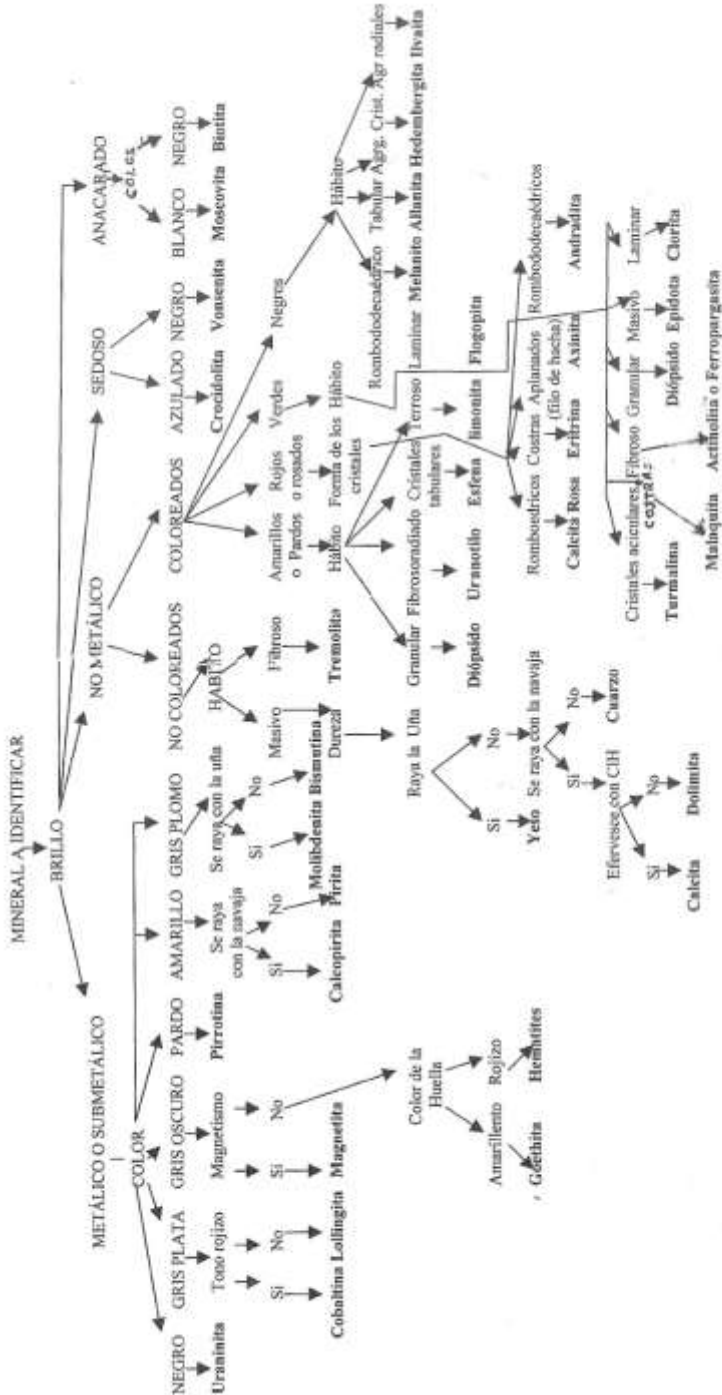 MINERAL A IDENTIFICAR
BRILLO
METÁLICO O SUBMETÁLICO
NO METÁLICO
SEDOSO
ANACARADO
COLOR
COLOR
NEGRO
GRIS PLATA
GRIS OSCURO
PARDO
AMARILLO
GRIS PLOMO
NO COLOREADOS
COLOREADOS
AZULADO
NEGRO
BLANCO
NEGRO
Uraninita
Tono rojizo
Magnetismo
Pirrotina
Se raya
con la navaja
Se raya con la uña
HABITO
Crocidolita
Vonsenita
Moscovita
Biotita
Si
No
Si
No
Si
No
Si
No
Masivo
Fibroso
Amarillos
o Pardos
Rojos
o rosados
Verdes
Negros
Cobaltina
Lollingita
Magnetita
Calcopirita
Pirita
Molibdenita
Bismutina
Dureza
Tremolita
Hábito
Forma de los
cristales
Hábito
Hábito
Rombododecaédrico
Tabular
Agrg. Crist.
Agr radiales
Melanito
Allanita
Hedembergita
Ilvaita
Color de la
Huella
Raya la Uña
Granular
Fibrosoradiado
Cristales
tabulares
Terroso
Laminar
Amarillento
Rojizo
Si
No
Diópsido
Uranotilo
Esfena
limonita
Flogopita
Goethita
Hematites
Yeso
Se raya con la navaja
Romboedricos
Costras
Aplanados
(filo de hacha)
Rombododecaédricos
Si
No
Calcita Rosa
Eritrina
Axinita
Andradita
Efervesce con ClH
Cuarzo
Si
No
Cristales aciculares
COSTRAS
Fibroso
Granular
Masivo
Laminar
Calcita
Dolimita
Turmalina
Diópsido
Epidota
Clorita
Malaquita
Actinolina o Ferropargasita